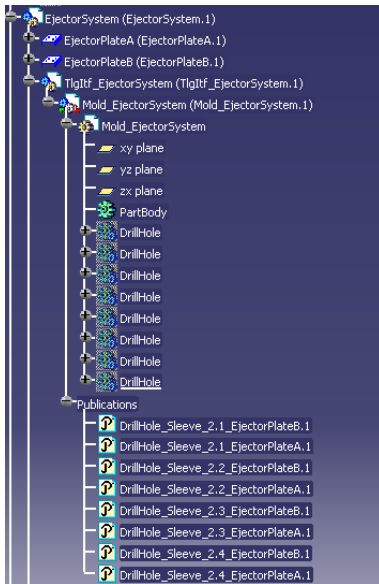 EjectorSystem (EjectorSystem.1)
EjectorPlateA (EjectorPlateA.1)
EjectorPlateB (EjectorPlateB.1)
TlgItf_EjectorSystem (TlgItf_EjectorSystem.1)
Mold_EjectorSystem (Mold_EjectorSystem.1)
Mold_EjectorSystem
xy plane
yz plane
zx plane
PartBody
DrillHole
DrillHole
DrillHole
DrillHole
DrillHole
DrillHole
DrillHole
DrillHole
Publications
DrillHole_Sleeve_2.1_EjectorPlateB.1
DrillHole_Sleeve_2.1_EjectorPlateA.1
DrillHole_Sleeve_2.2_EjectorPlateB.1
DrillHole_Sleeve_2.2_EjectorPlateA.1
DrillHole_Sleeve_2.3_EjectorPlateB.1
DrillHole_Sleeve_2.3_EjectorPlateA.1
DrillHole_Sleeve_2.4_EjectorPlateB.1
DrillHole_Sleeve_2.4_EjectorPlateA.1